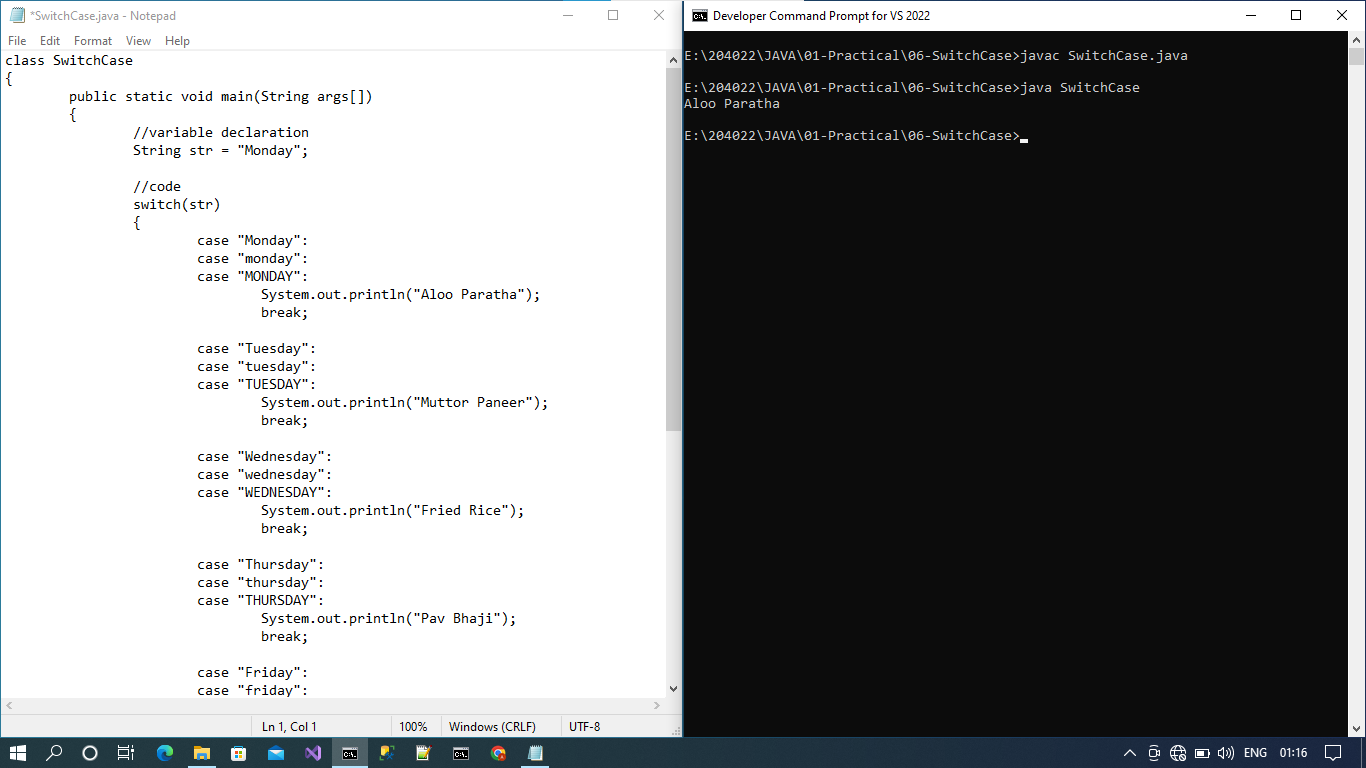 *SwitchCase.java - Notepad
File Edit Format View Help
class SwitchCase
{
public static void main(String args[])
{
//variable declaration
String str = "Monday";
//code
switch(str)
{
case "Monday":
case "monday":
case "MONDAY":
System.out.println("Aloo Paratha");
break;
case "Tuesday":
case "tuesday":
case "TUESDAY":
System.out.println("Muttor Paneer");
break;
case "Wednesday":
case "wednesday":
case "WEDNESDAY":
System.out.println("Fried Rice");
break;
case "Thursday":
case "thursday":
case "THURSDAY":
System.out.println("Pav Bhaji");
break;
case "Friday":
case "friday":
Ln 1, Col 1 100% Windows (CRLF) UTF-8
Developer Command Prompt for VS 2022
E:\204022\JAVA\01-Practical\06-SwitchCase>javac SwitchCase.java
E:\204022\JAVA\01-Practical\06-SwitchCase>java SwitchCase
Aloo Paratha
E:\204022\JAVA\01-Practical\06-SwitchCase>
ENG 01:16